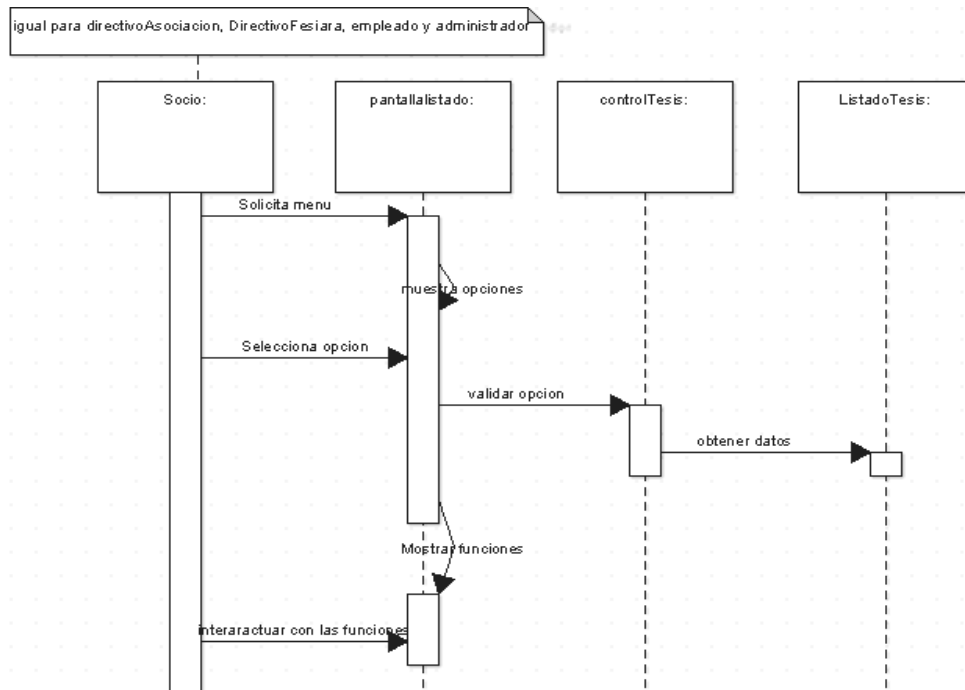 igual para directivoAsociacion, DirectivoFesiara, empleado y administrador
Socio:
pantallalistado:
controlTesis:
ListadoTesis:
Solicita menu
muestra opciones
Selecciona opcion
validar opcion
obtener datos
Mostrar funciones
interaractuar con las funciones